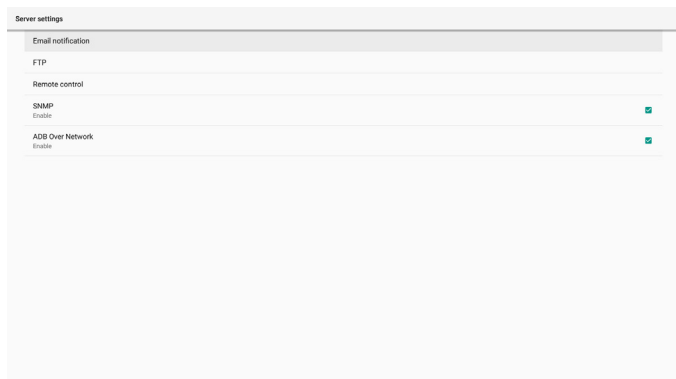 Server settings
Email notification
FTP
Remote control
SNMP
Enable
ADB Over Network
Enable